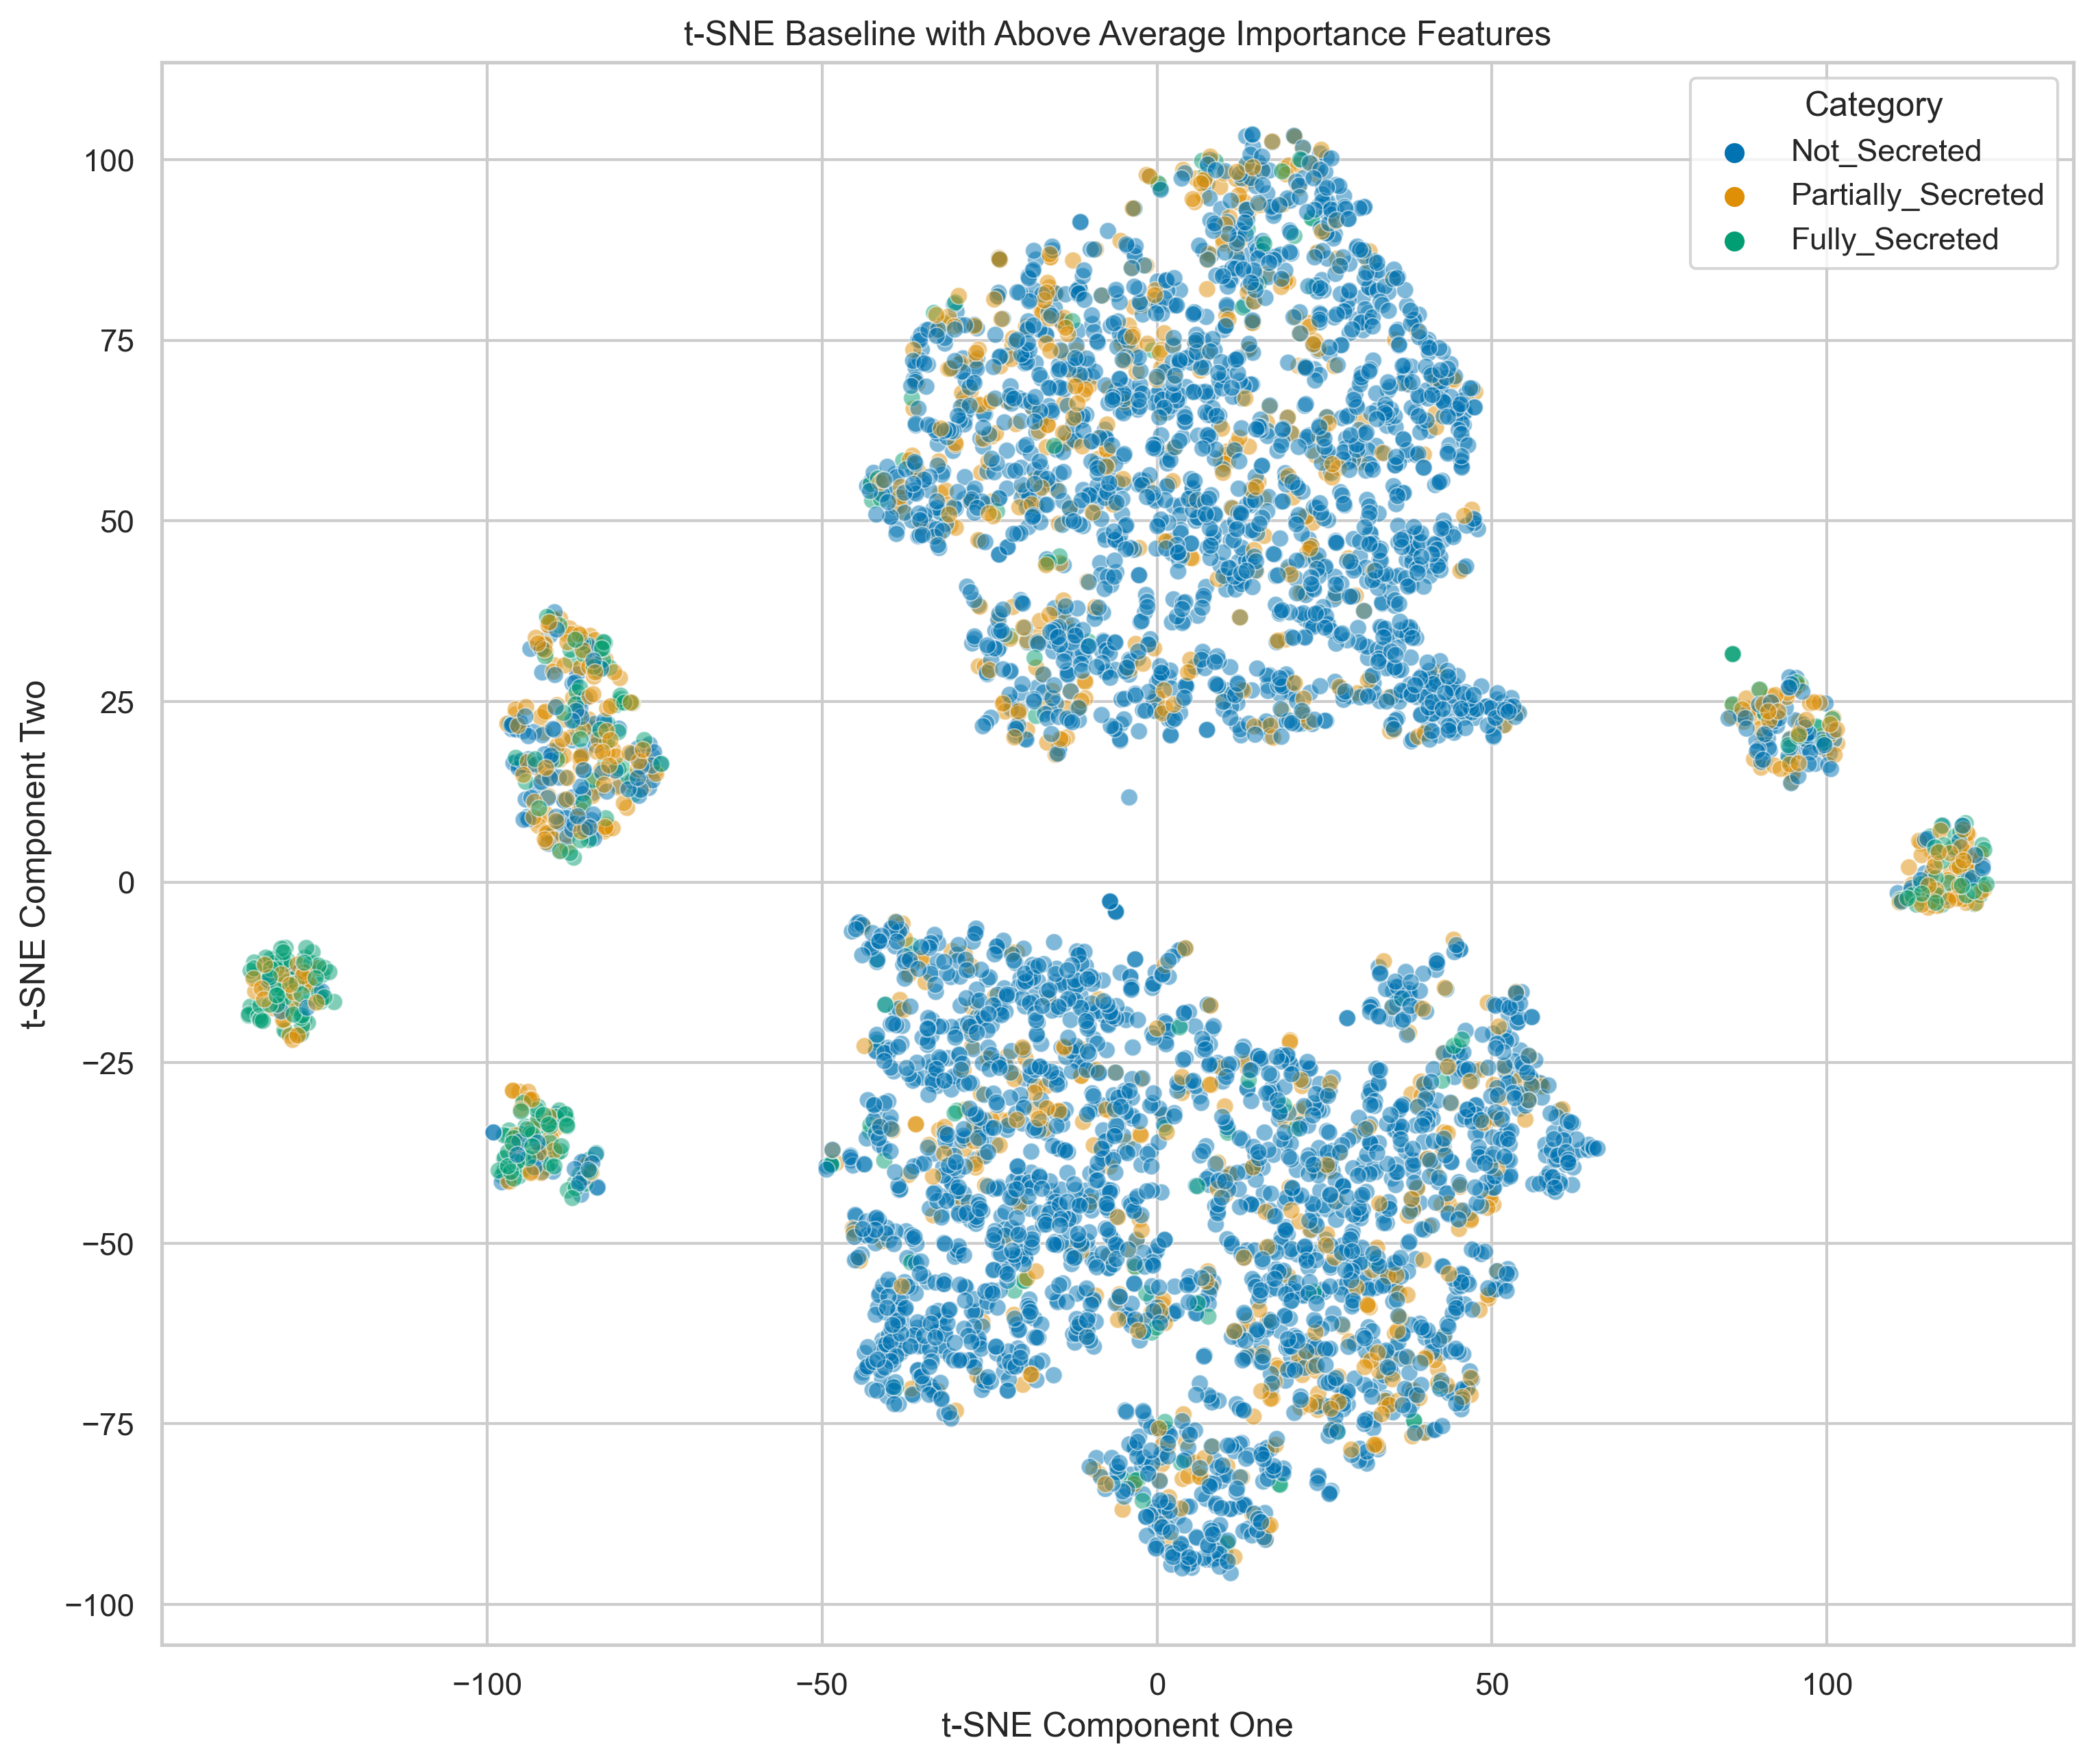 t-SNE Baseline with Above Average Importance Features
Category
Not_Secreted
Partially_Secreted
Fully_Secreted
100
75
50
25
0
−25
−50
−75
−100
t-SNE Component Two
−100
−50
0
50
100
t-SNE Component One